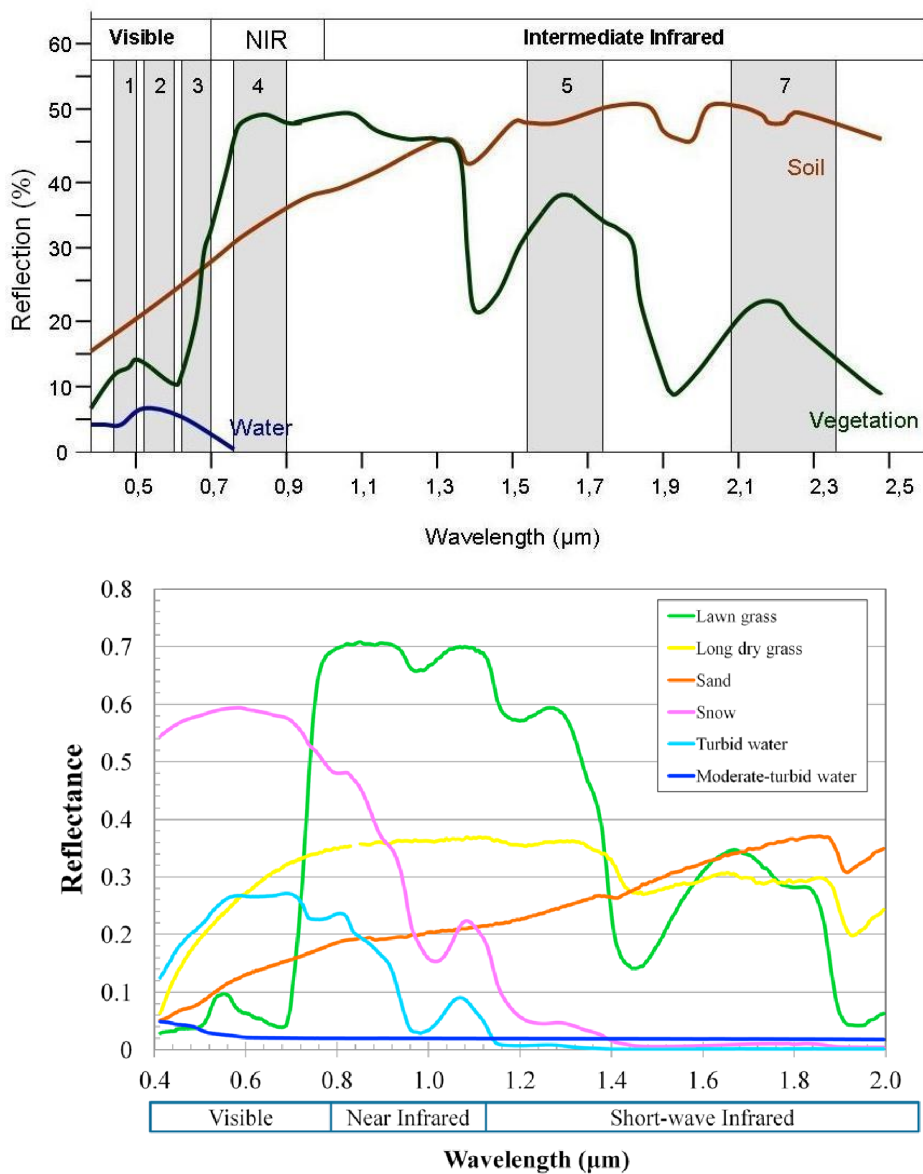 Visible NIR Intermediate Infrared
60
1 2 3 4 5 7
50
40
30
20
10
0
Reflection (%)
Soil
Water
Vegetation
0,5 0,7 0,9 1,1 1,3 1,5 1,7 1,9 2,1 2,3 2,5
Wavelength (µm)
0.8
0.7
0.6
0.5
0.4
0.3
0.2
0.1
0
Reflectance
Lawn grass
Long dry grass
Sand
Snow
Turbid water
Moderate-turbid water
0.4 0.6 0.8 1.0 1.2 1.4 1.6 1.8 2.0
Visible Near Infrared Short-wave Infrared
Wavelength (µm)